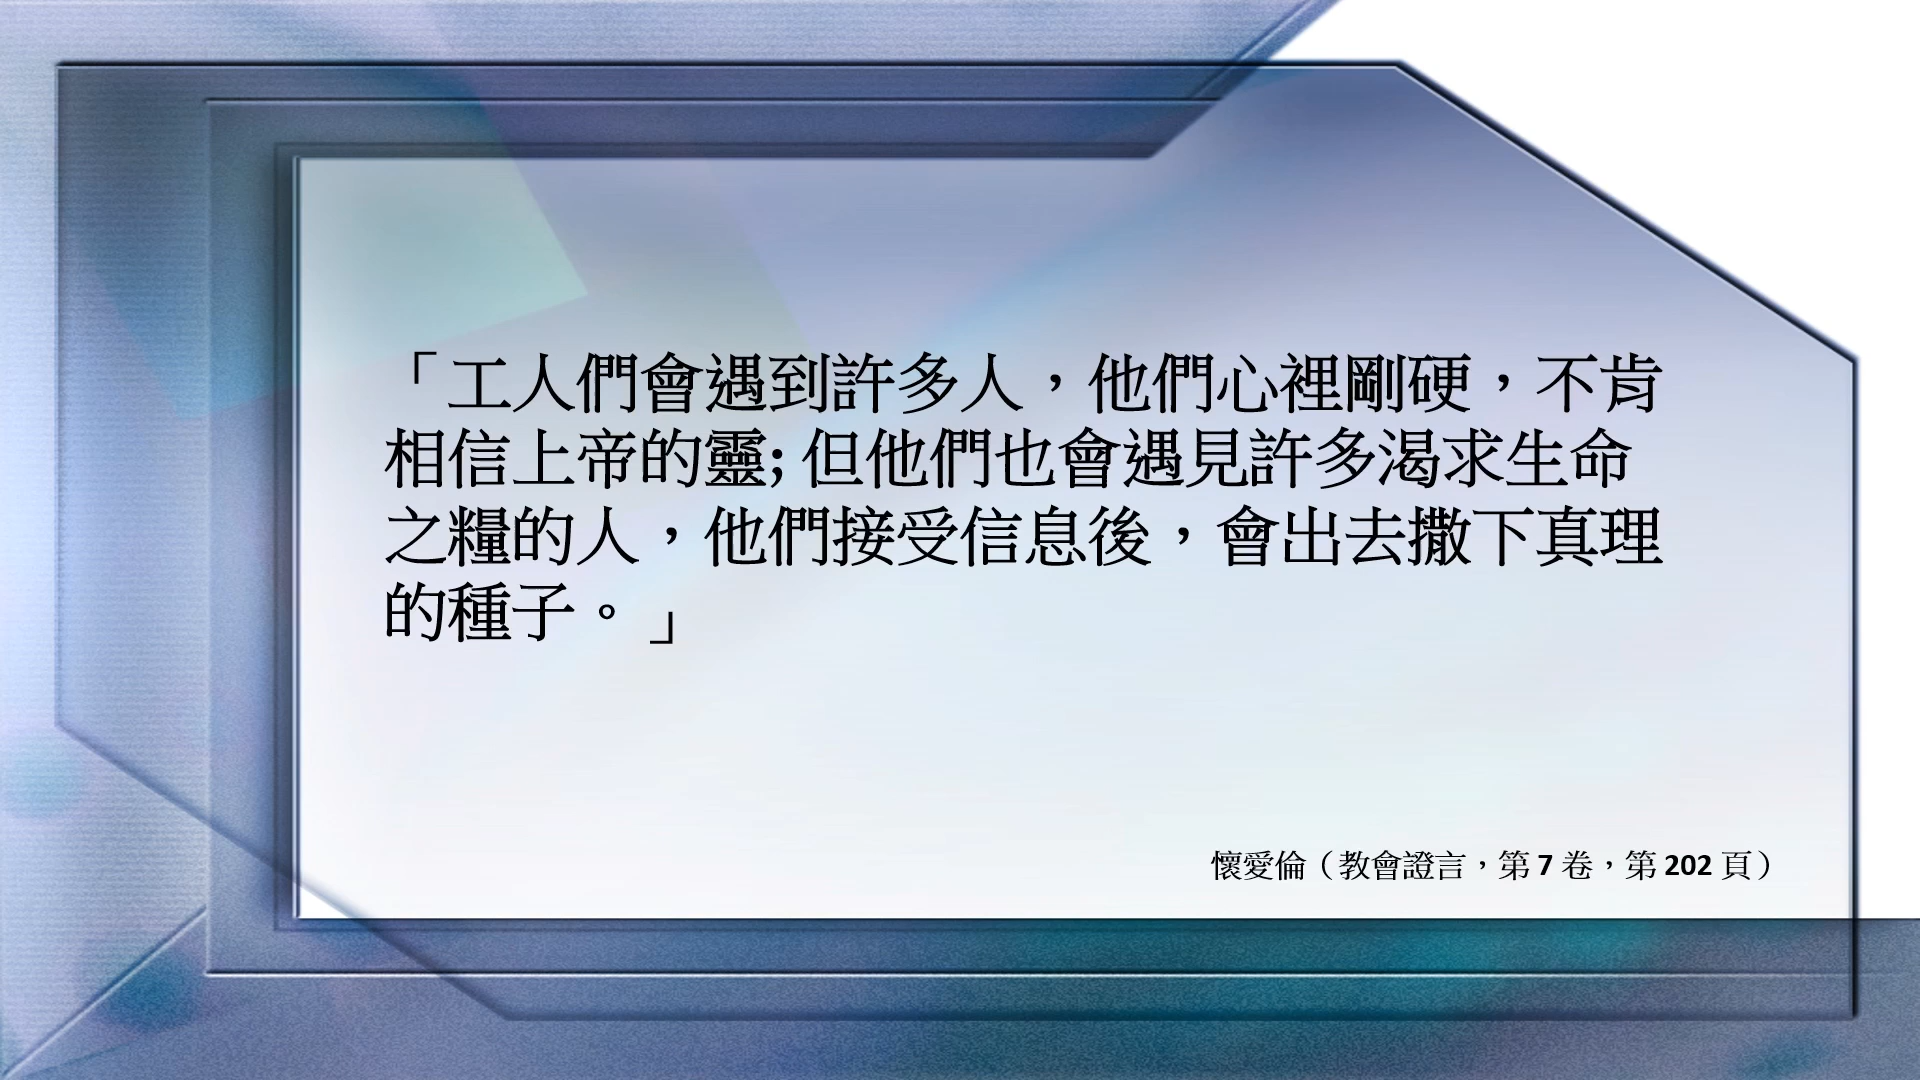 「工人們會遇到許多人，他們心裡剛硬，不肯
相信上帝的靈; 但他們也會遇見許多渴求生命
之糧的人，他們接受信息後，會出去撒下真理
的種子。」
懷愛倫（教會證言，第 7 卷，第 202 頁）